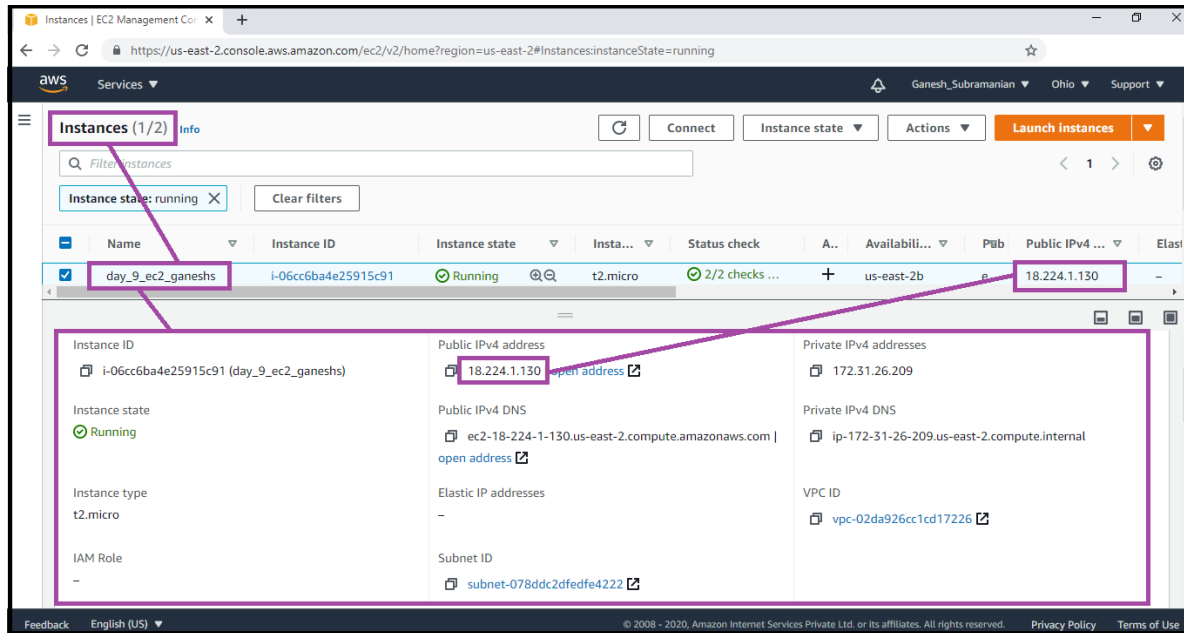 Instances | EC2 Management Con
https://us-east-2.console.aws.amazon.com/ec2/v2/home?region=us-east-2#Instances:instanceState=running
aws Services Ganesh_Subramanian Ohio Support
Instances (1/2) Info Connect Instance state Actions Launch instances
Filter instances 1
Instance state: running Clear filters
Name Instance ID Instance state Insta... Status check A.. Availabili... Public IPv4 ... Elast
day_9_ec2_ganeshs i-06cc6ba4e25915c91 Running t2.micro 2/2 checks ... us-east-2b 18.224.1.130 –
Instance ID Public IPv4 address Private IPv4 addresses
i-06cc6ba4e25915c91 (day_9_ec2_ganeshs) 18.224.1.130 open address 172.31.26.209
Instance state Public IPv4 DNS Private IPv4 DNS
Running ec2-18-224-1-130.us-east-2.compute.amazonaws.com | ip-172-31-26-209.us-east-2.compute.internal
open address
Instance type Elastic IP addresses VPC ID
t2.micro – vpc-02da926cc1cd17226
IAM Role Subnet ID
– subnet-078ddc2dfedfe4222
Feedback English (US) © 2008 - 2020, Amazon Internet Services Private Ltd. or its affiliates. All rights reserved. Privacy Policy Terms of Use